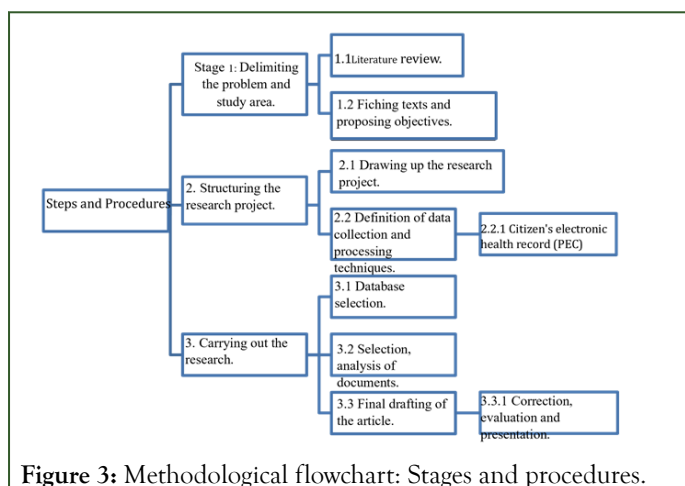 1.1Literature review.
Stage 1: Delimiting
the problem and
study area.
1.2 Fiching texts and
proposing objectives.
2.1 Drawing up the research
project.
2. Structuring the
research project.
Steps and Procedures
2.2 Definition of data
collection and
processing
techniques.
2.2.1 Citizen's electronic
health record (PEC)
3.1 Database
selection.
3. Carrying out the
research.
3.2 Selection,
analysis of
documents.
3.3 Final drafting of
the article.
3.3.1 Correction,
evaluation and
presentation.
Figure 3: Methodological flowchart: Stages and procedures.